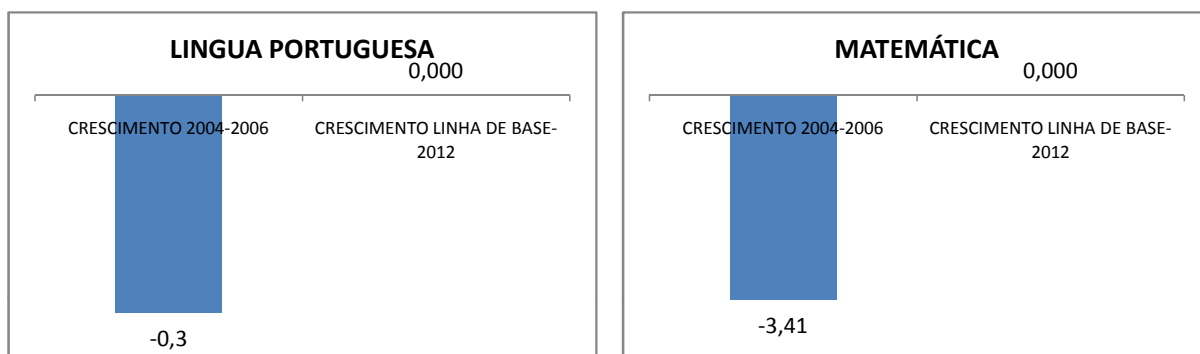 LINGUA PORTUGUESA
0,000
CRESCIMENTO 2004-2006
CRESCIMENTO LINHA DE BASE-
2012
-0,3
MATEMÁTICA
0,000
CRESCIMENTO 2004-2006
CRESCIMENTO LINHA DE BASE-
2012
-3,41